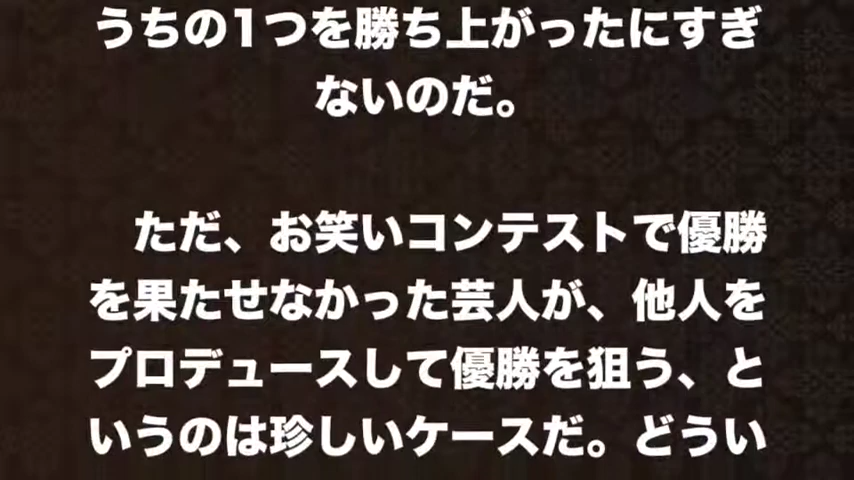 うちの1つを勝ち上がったにすぎ
ないのだ。
　ただ、お笑いコンテストで優勝
を果たせなかった芸人が、他人を
プロデュースして優勝を狙う、と
いうのは珍しいケースだ。どうい